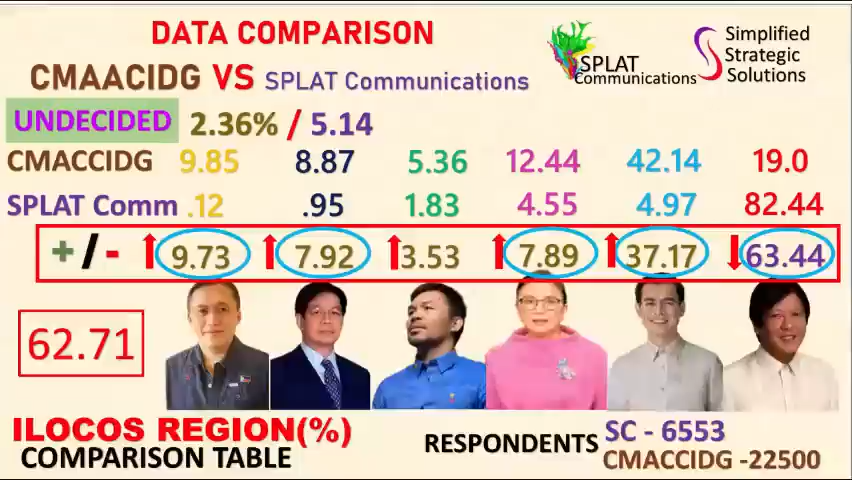 DATA COMPARISON
CMAACIDG VS SPLAT Communications
SPLAT
Communications
Simplified
Strategic
Solutions
UNDECIDED 2.36% / 5.14
CMACCIDG 9.85 8.87 5.36 12.44 42.14 19.0
SPLAT Comm .12 .95 1.83 4.55 4.97 82.44
+/- 9.73 7.92 3.53 7.89 37.17 63.44
62.71
ILOCOS REGION(%)
COMPARISON TABLE
RESPONDENTS SC - 6553
CMACCIDG -22500